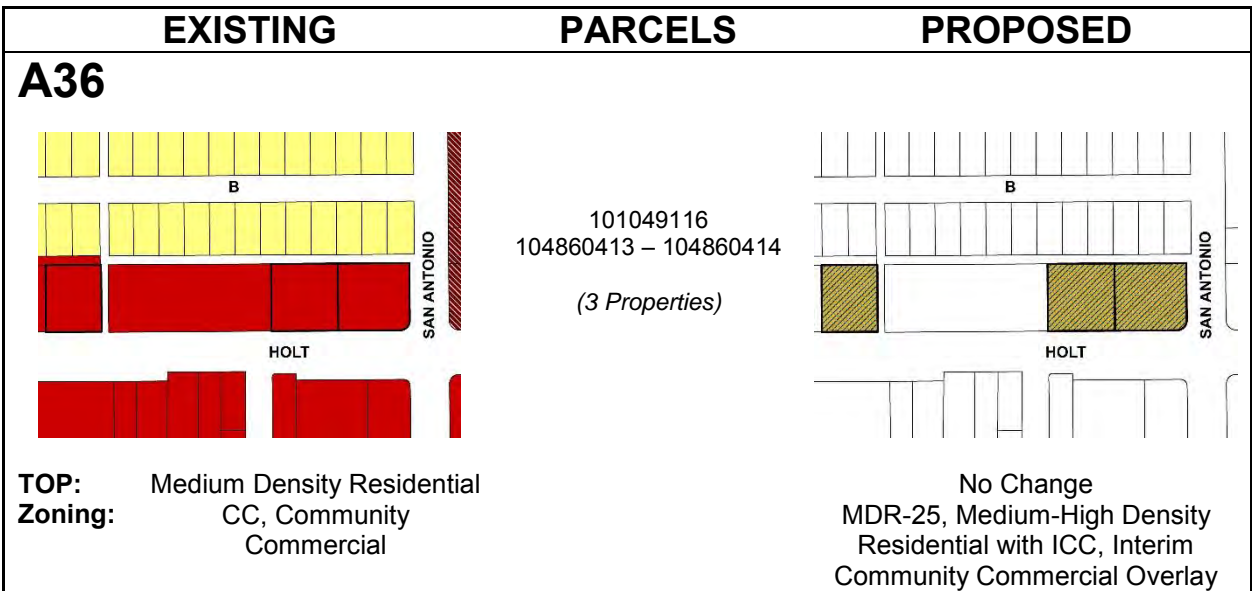 EXISTING PARCELS PROPOSED
A36
B
SAN ANTONIO
HOLT
101049116
104860413 – 104860414
(3 Properties)
B
SAN ANTONIO
HOLT
TOP: Medium Density Residential
Zoning: CC, Community
Commercial
No Change
MDR-25, Medium-High Density
Residential with ICC, Interim
Community Commercial Overlay